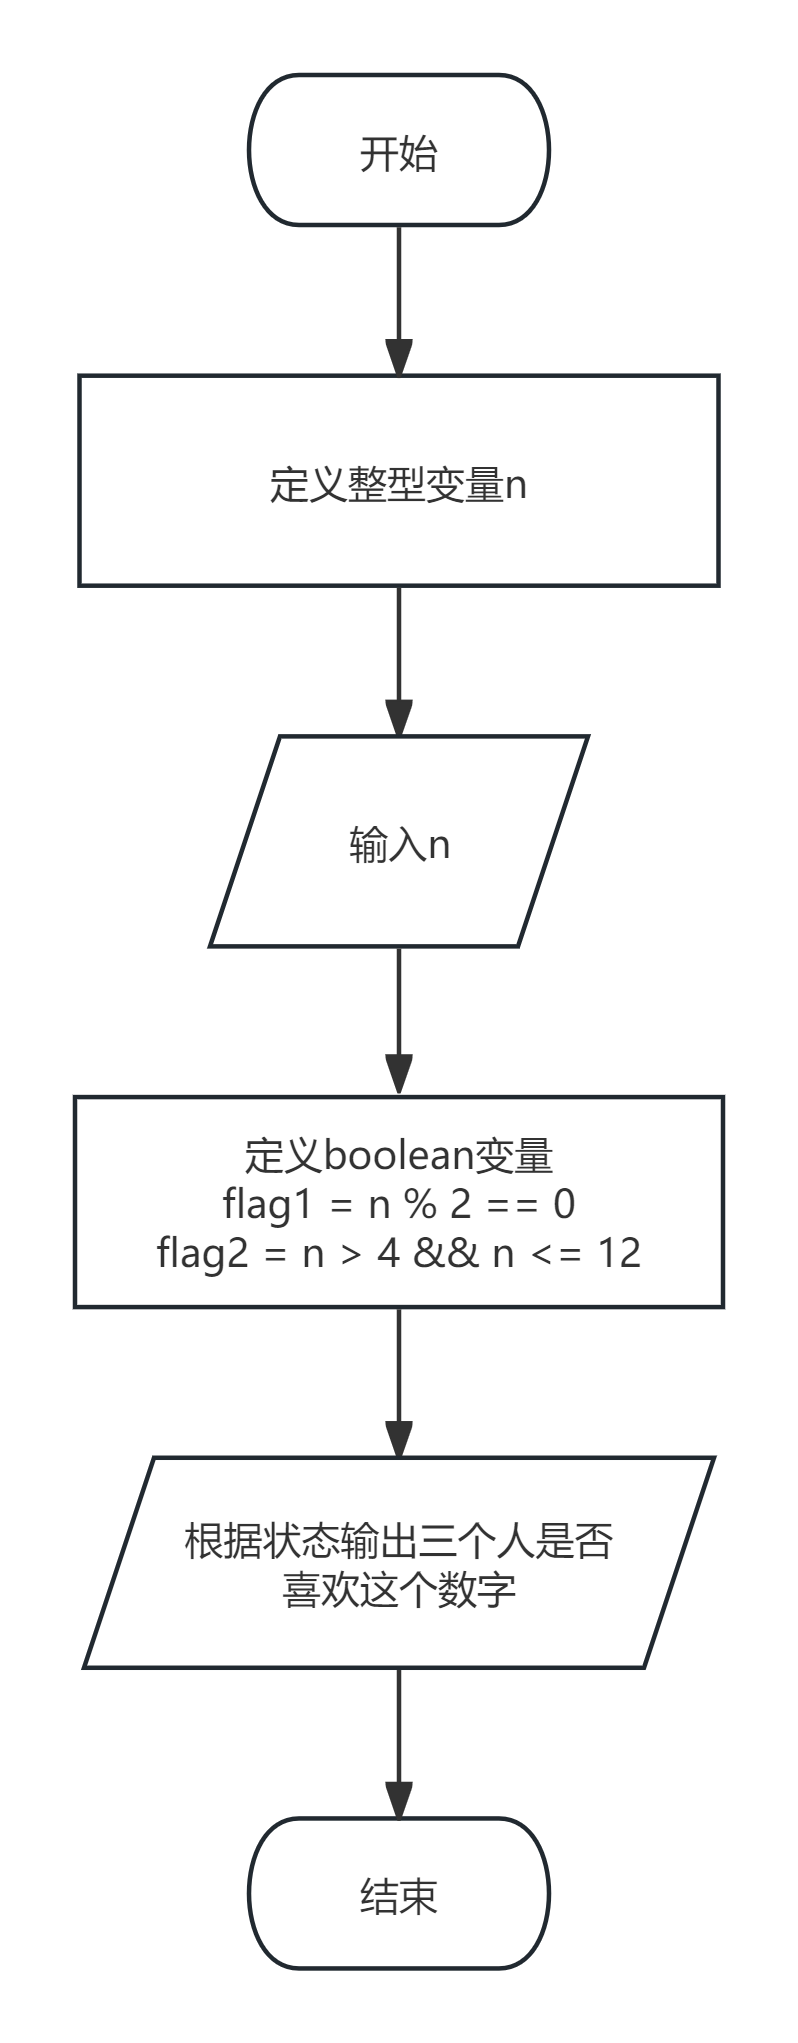 开始
定义整型变量n
输入n
定义boolean变量
flag1 = n % 2 == 0
flag2 = n > 4 && n <= 12
根据状态输出三个人是否
喜欢这个数字
结束